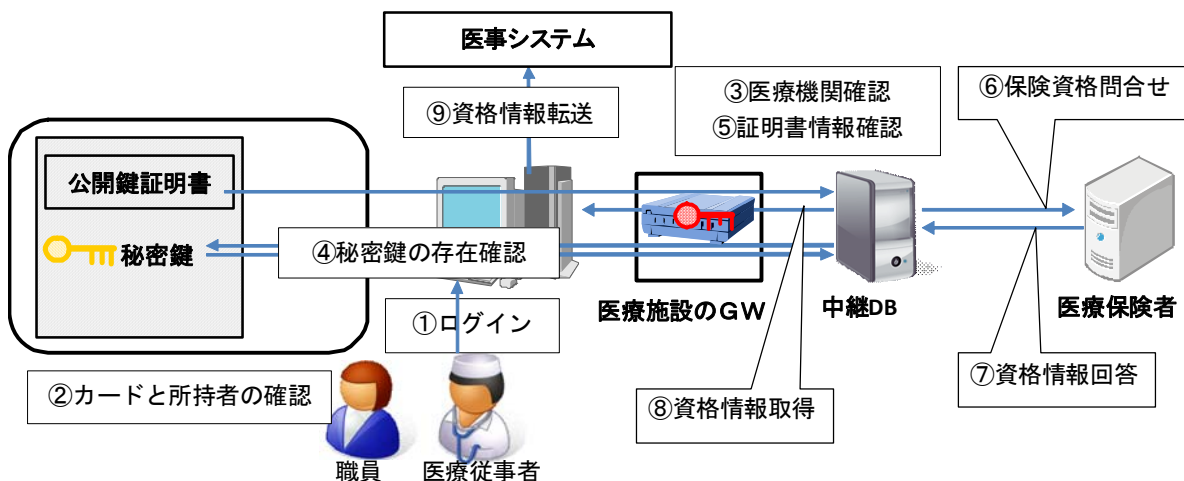 医事システム
⑨資格情報転送
③医療機関確認
⑤証明書情報確認
⑥保険資格問合せ
公開鍵証明書
秘密鍵
④秘密鍵の存在確認
医療施設のGW
中継DB
医療保険者
①ログイン
②カードと所持者の確認
⑧資格情報取得
⑦資格情報回答
職員
医療従事者